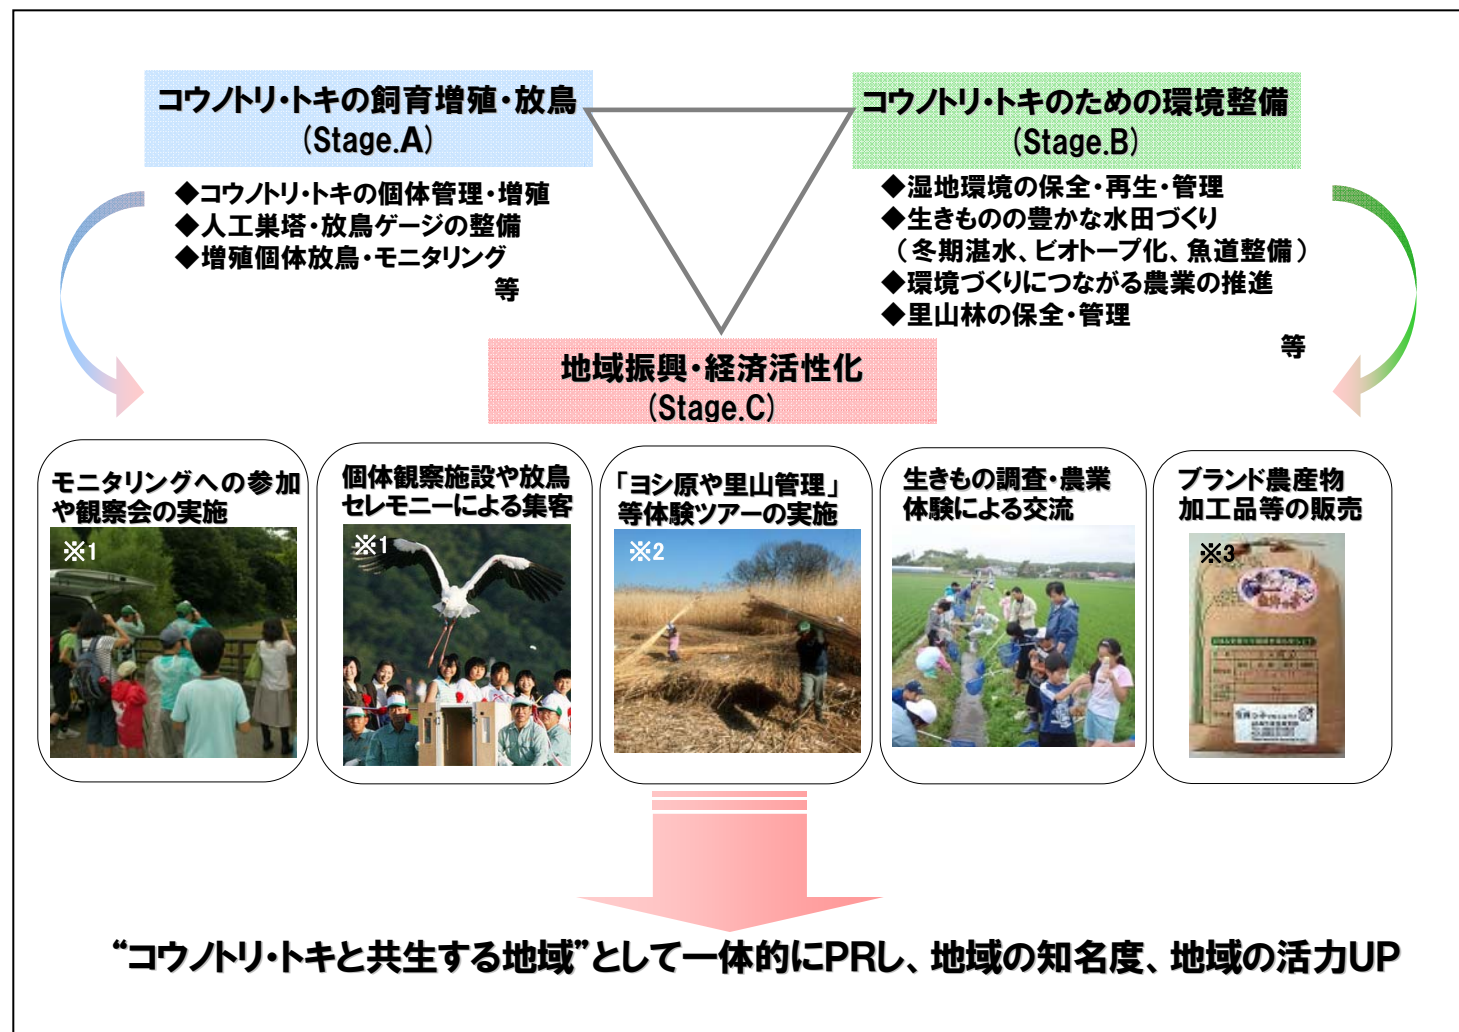 コウノトリ・トキの飼育増殖・放鳥
(Stage.A)
◆コウノトリ・トキの個体管理・増殖
◆人工巣塔・放鳥ゲージの整備
◆増殖個体放鳥・モニタリング
等
コウノトリ・トキのための環境整備
(Stage.B)
◆湿地環境の保全・再生・管理
◆生きものの豊かな水田づくり
（冬期湛水、ビオトープ化、魚道整備）
◆環境づくりにつながる農業の推進
◆里山林の保全・管理
等
地域振興・経済活性化
(Stage.C)
モニタリングへの参加
や観察会の実施
※1
個体観察施設や放鳥
セレモニーによる集客
※1
「ヨシ原や里山管理」
等体験ツアーの実施
※2
生きもの調査・農業
体験による交流
ブランド農産物
加工品等の販売
※3
“コウノトリ・トキと共生する地域”として一体的にPRし、地域の知名度、地域の活力UP